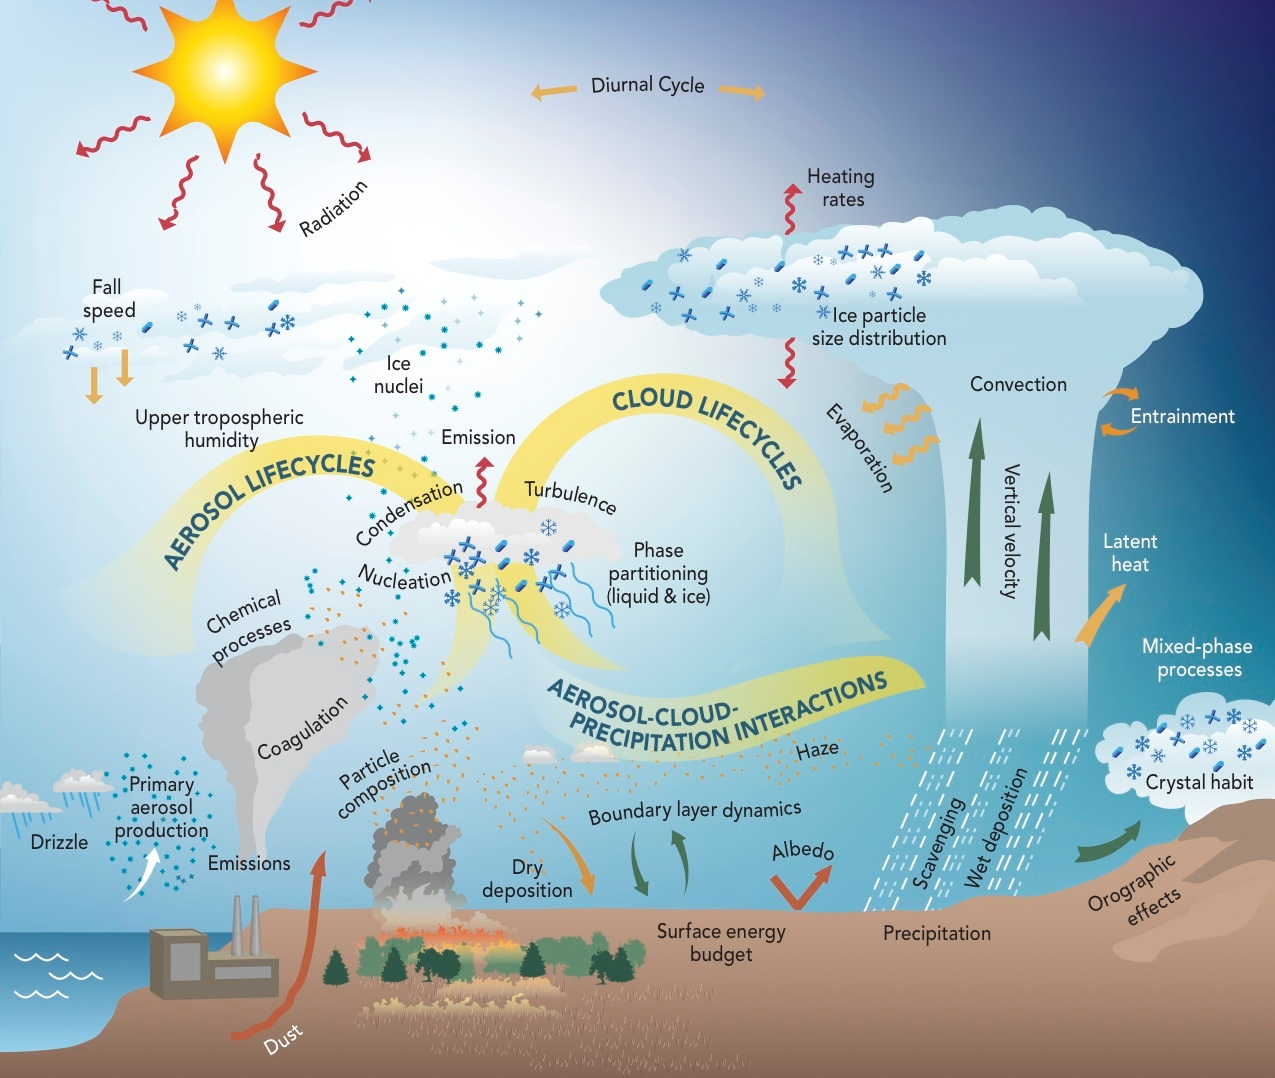 Diurnal Cycle
Radiation
Heating
rates
Fall
speed
Ice
nuclei
Ice particle
size distribution
Upper tropospheric
humidity
Convection
Entrainment
Evaporation
Vertical velocity
CLOUD LIFECYCLES
AEROSOL LIFECYCLES
Emission
Condensation
Turbulence
Nucleation
Phase
partitioning
(liquid & ice)
Latent
heat
Chemical
processes
Mixed-phase
processes
AEROSOL-CLOUD-
PRECIPITATION INTERACTIONS
Coagulation
Particle
composition
Haze
Crystal habit
Primary
aerosol
production
Drizzle
Emissions
Boundary layer dynamics
Dry
deposition
Albedo
Scavenging
Wet deposition
Orographic
effects
Surface energy
budget
Precipitation
Dust